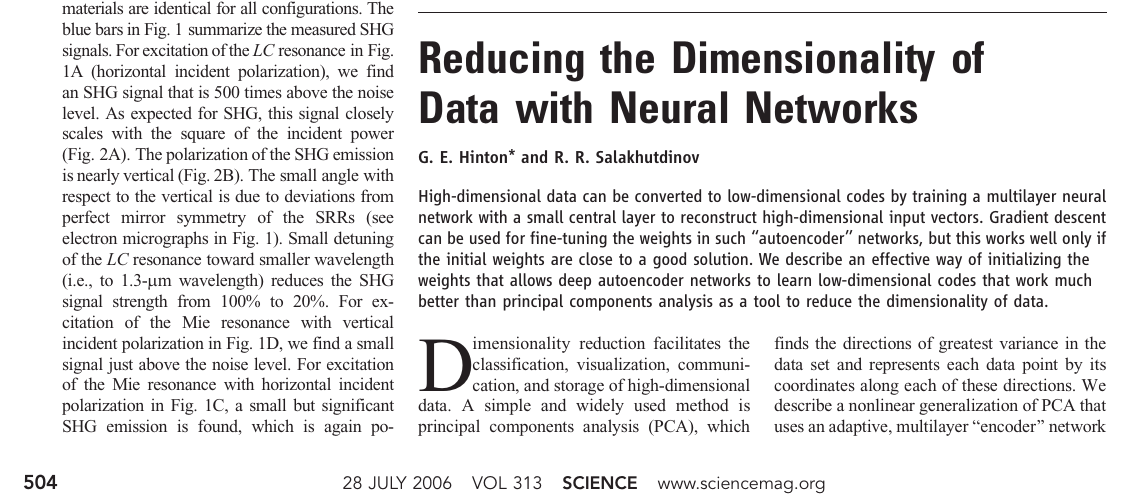 materials are identical for all configurations. The
blue bars in Fig. 1 summarize the measured SHG
signals. For excitation of the LC resonance in Fig.
1A (horizontal incident polarization), we find
an SHG signal that is 500 times above the noise
level. As expected for SHG, this signal closely
scales with the square of the incident power
(Fig. 2A). The polarization of the SHG emission
is nearly vertical (Fig. 2B). The small angle with
respect to the vertical is due to deviations from
perfect mirror symmetry of the SRRs (see
electron micrographs in Fig. 1). Small detuning
of the LC resonance toward smaller wavelength
(i.e., to 1.3-μm wavelength) reduces the SHG
signal strength from 100% to 20%. For ex-
citation of the Mie resonance with vertical
incident polarization in Fig. 1D, we find a small
signal just above the noise level. For excitation
of the Mie resonance with horizontal incident
polarization in Fig. 1C, a small but significant
SHG emission is found, which is again po-
Reducing the Dimensionality of
Data with Neural Networks
G. E. Hinton* and R. R. Salakhutdinov
High-dimensional data can be converted to low-dimensional codes by training a multilayer neural
network with a small central layer to reconstruct high-dimensional input vectors. Gradient descent
can be used for fine-tuning the weights in such “autoencoder” networks, but this works well only if
the initial weights are close to a good solution. We describe an effective way of initializing the
weights that allows deep autoencoder networks to learn low-dimensional codes that work much
better than principal components analysis as a tool to reduce the dimensionality of data.
Dimensionality reduction facilitates the
classification, visualization, communi-
cation, and storage of high-dimensional
data. A simple and widely used method is
principal components analysis (PCA), which
finds the directions of greatest variance in the
data set and represents each data point by its
coordinates along each of these directions. We
describe a nonlinear generalization of PCA that
uses an adaptive, multilayer “encoder” network
504 28 JULY 2006 VOL 313 SCIENCE www.sciencemag.org